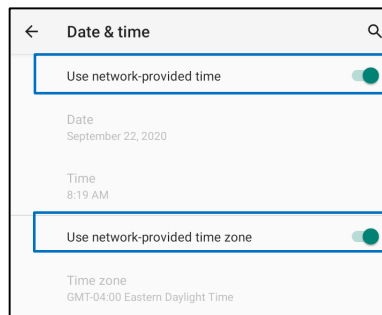 Date & time
Use network-provided time
Date
September 22, 2020
Time
8:19 AM
Use network-provided time zone
Time zone
GMT-04:00 Eastern Daylight Time